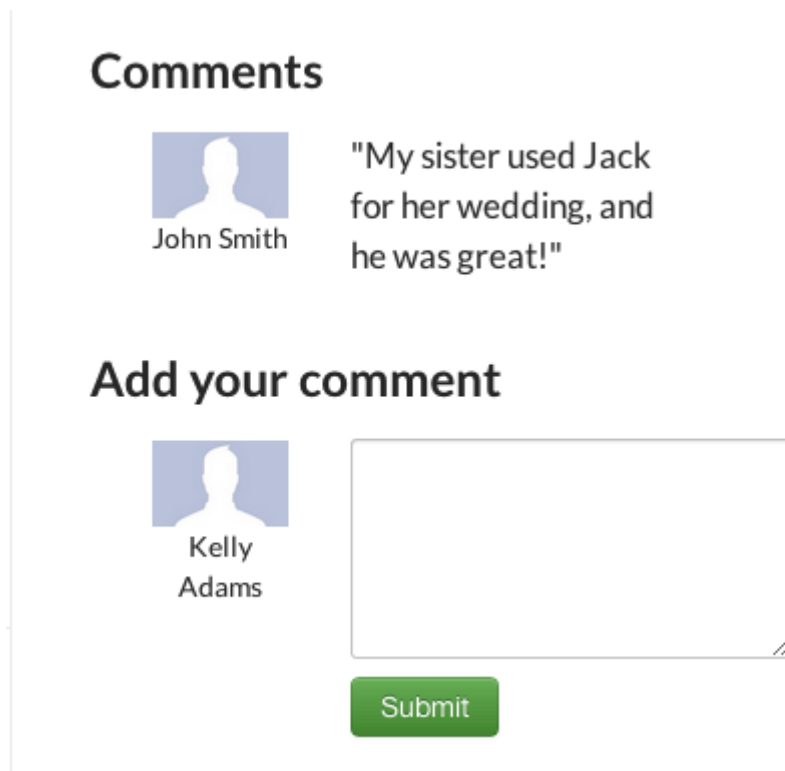 Comments
"My sister used Jack
for her wedding, and
he was great!"
John Smith
Add your comment
Kelly
Adams
Submit